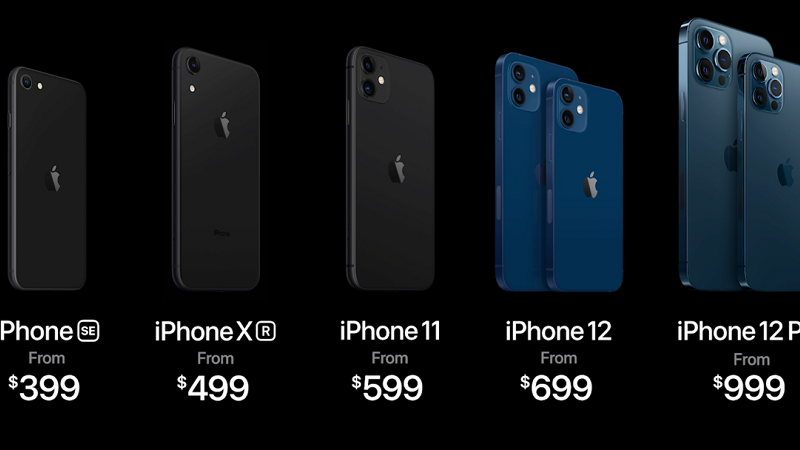 Phone SE
From
$399
iPhone XR
From
$499
iPhone 11
From
$599
iPhone 12
From
$699
iPhone 12 P
From
$999